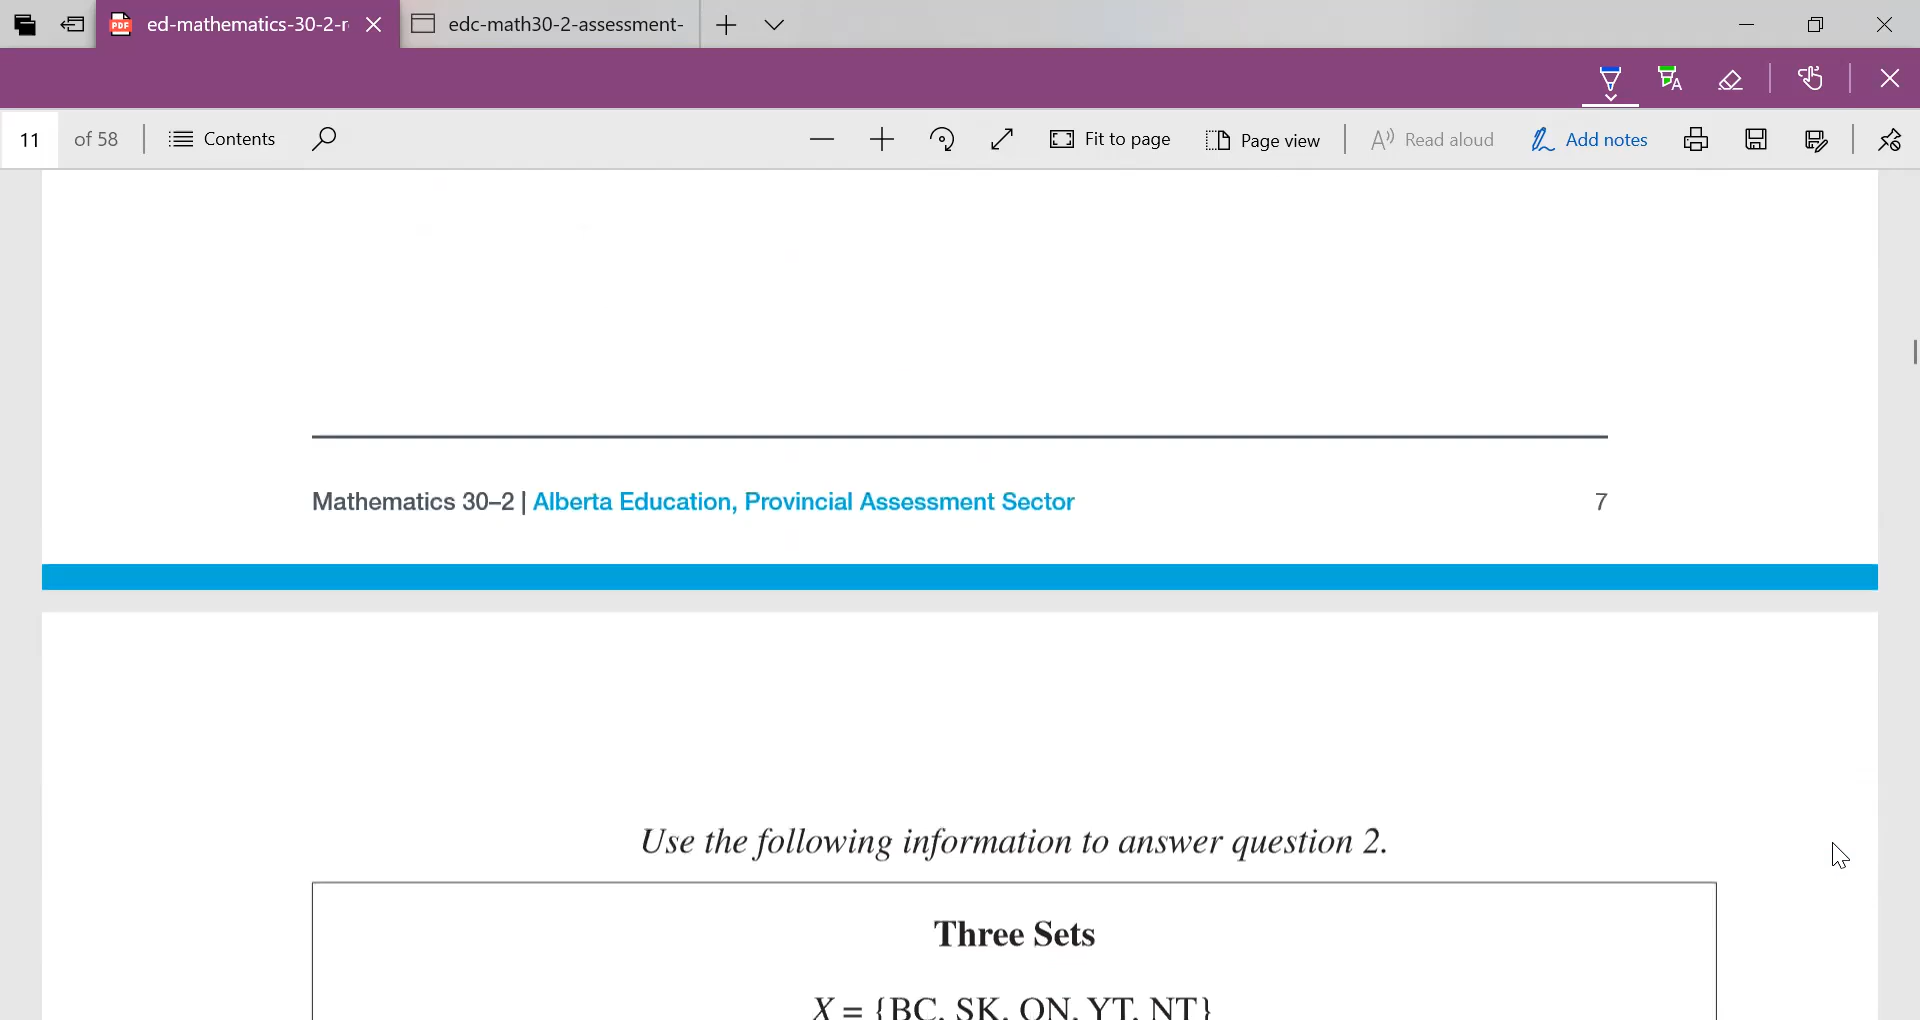 ed-mathematics-30-2-r
edc-math30-2-assessment-
11 of 58 Contents Fit to page Page view Read aloud Add notes
Mathematics 30–2 | Alberta Education, Provincial Assessment Sector 7
Use the following information to answer question 2.
Three Sets
X = {BC, SK, ON, YT, NT}